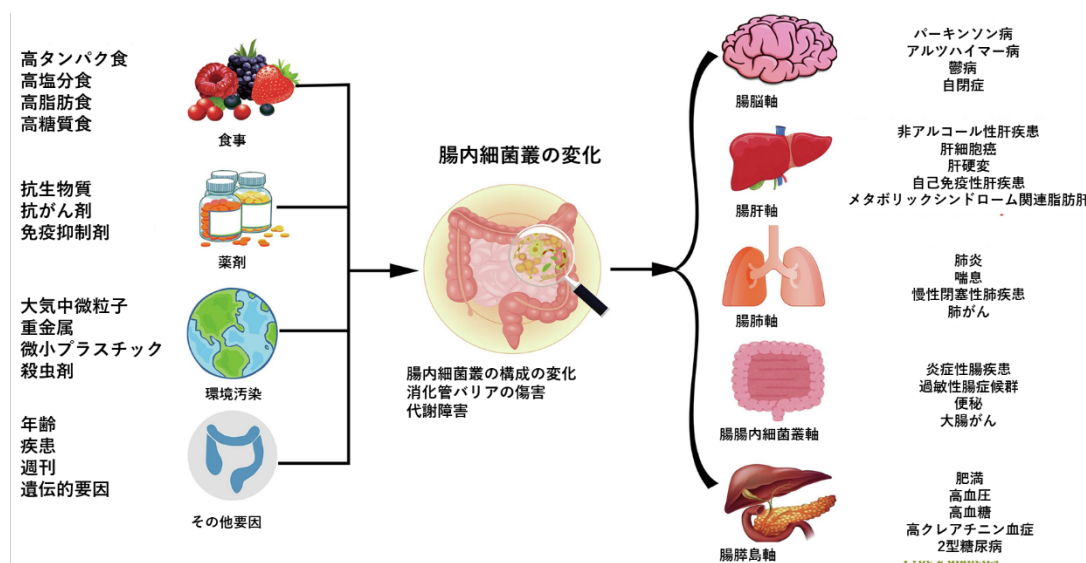 高タンパク食
高塩分食
高脂肪食
高糖質食
食事
抗生物質
抗がん剤
免疫抑制剤
薬剤
大気中微粒子
重金属
微小プラスチック
殺虫剤
環境汚染
年齢
疾患
週刊
遺伝的要因
その他要因
腸内細菌叢の変化
腸内細菌叢の構成の変化
消化管バリアの傷害
代謝障害
パーキンソン病
アルツハイマー病
鬱病
自閉症
腸脳軸
非アルコール性肝疾患
肝細胞癌
肝硬変
自己免疫性肝疾患
メタボリックシンドローム関連脂肪肝
腸肝軸
肺炎
喘息
慢性閉塞性肺疾患
肺がん
腸肺軸
炎症性腸疾患
過敏性腸症候群
便秘
大腸がん
腸腸内細菌叢軸
肥満
高血圧
高血糖
高クレアチニン血症
2型糖尿病
腸膵島軸